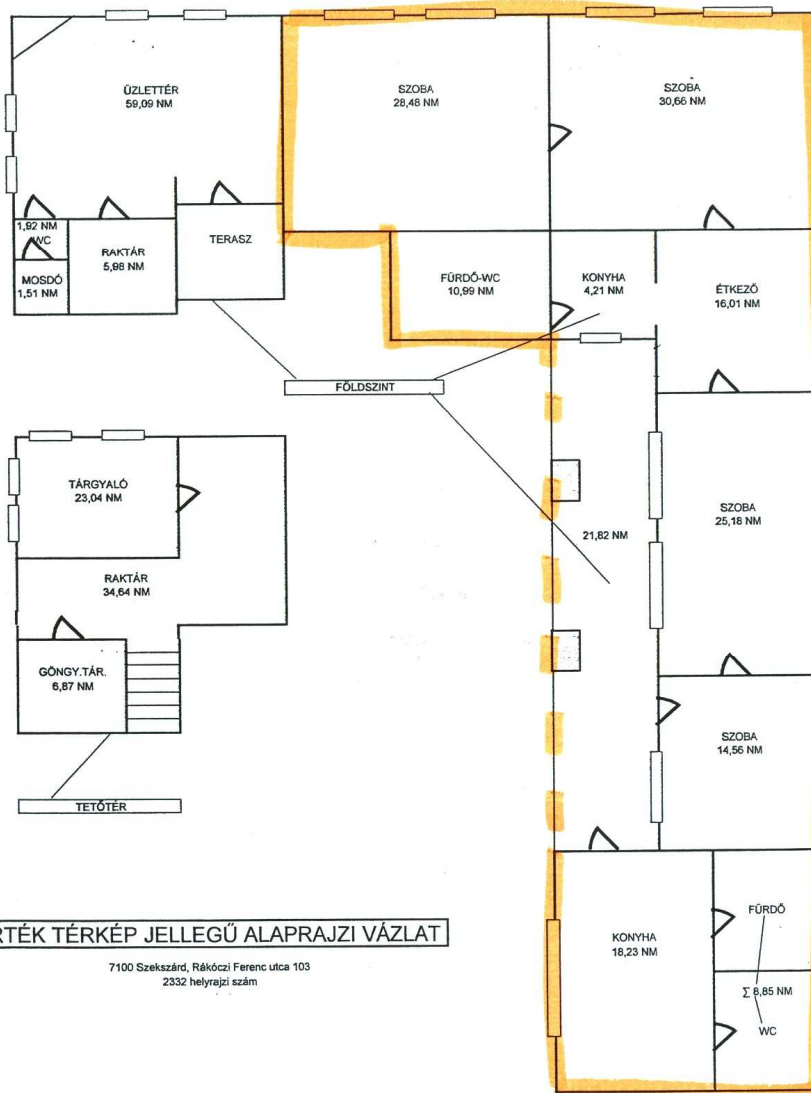 ÜZLETTÉR
59,09 NM
SZOBA
28,48 NM
SZOBA
30,66 NM
1,92 NM
WC
MOSDÓ
1,51 NM
RAKTÁR
5,98 NM
TERASZ
FÜRDŐ-WC
10,99 NM
KONYHA
4,21 NM
ÉTKEZŐ
16,01 NM
FÖLDSZINT
TÁRGYALÓ
23,04 NM
RAKTÁR
34,64 NM
GÖNGY.TÁR.
6,87 NM
TETŐTÉR
21,82 NM
SZOBA
25,18 NM
SZOBA
14,56 NM
KONYHA
18,23 NM
FÜRDŐ
∑ 8,85 NM
WC
RTÉK TÉRKÉP JELLEGŰ ALAPRAJZI VÁZLAT
7100 Szekszárd, Rákóczi Ferenc utca 103
2332 helyrajzi szám